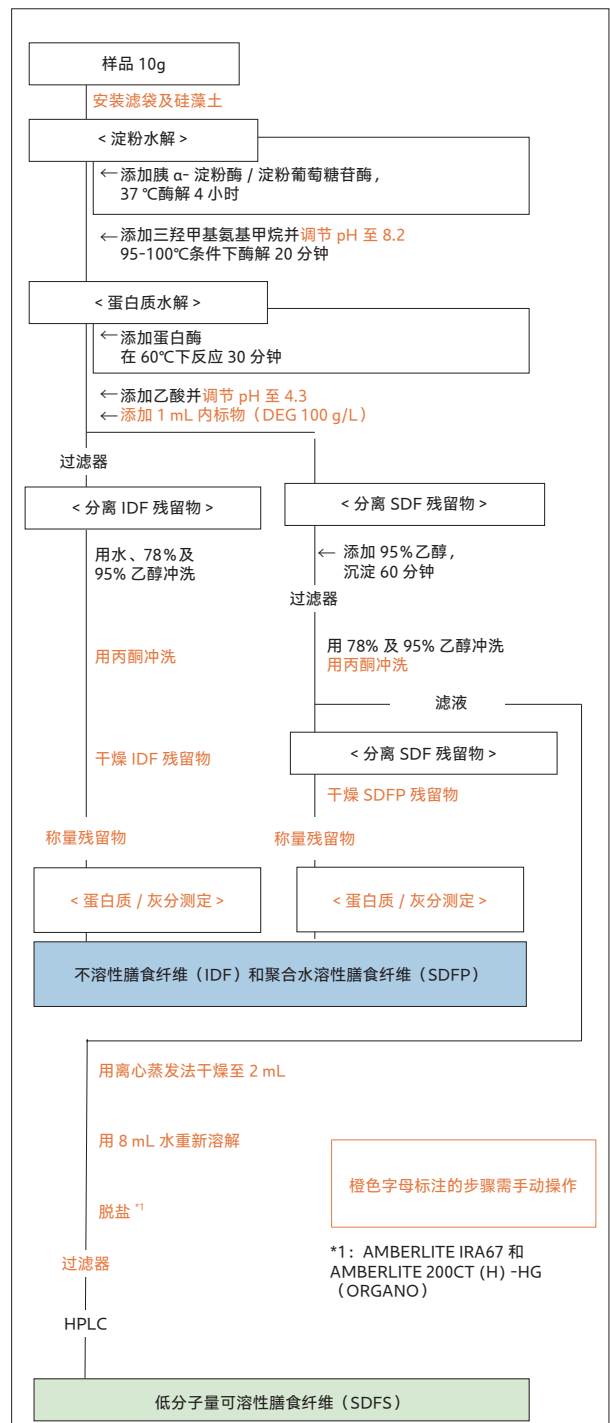 样品 10g
安装滤袋及硅藻土
< 淀粉水解 >
←添加胰 α- 淀粉酶 / 淀粉葡萄糖苷酶，
37 ℃酶解 4 小时
←添加三羟甲基氨基甲烷并调节 pH 至 8.2
95-100℃条件下酶解 20 分钟
< 蛋白质水解 >
←添加蛋白酶
在 60℃下反应 30 分钟
←添加乙酸并调节 pH 至 4.3
←添加 1 mL 内标物（DEG 100 g/L）
过滤器
< 分离 IDF 残留物 >
用水、78％及
95% 乙醇冲洗
用丙酮冲洗
干燥 IDF 残留物
称量残留物
< 蛋白质 / 灰分测定 >
< 分离 SDF 残留物 >
← 添加 95％乙醇，
沉淀 60 分钟
过滤器
用 78% 及 95% 乙醇冲洗
用丙酮冲洗
滤液
< 分离 SDF 残留物 >
干燥 SDFP 残留物
称量残留物
< 蛋白质 / 灰分测定 >
不溶性膳食纤维（IDF）和聚合水溶性膳食纤维（SDFP）
用离心蒸发法干燥至 2 mL
用 8 mL 水重新溶解
脱盐 *1
过滤器
HPLC
橙色字母标注的步骤需手动操作
*1：AMBERLITE IRA67 和
AMBERLITE 200CT (H) -HG
（ORGANO）
低分子量可溶性膳食纤维（SDFS）